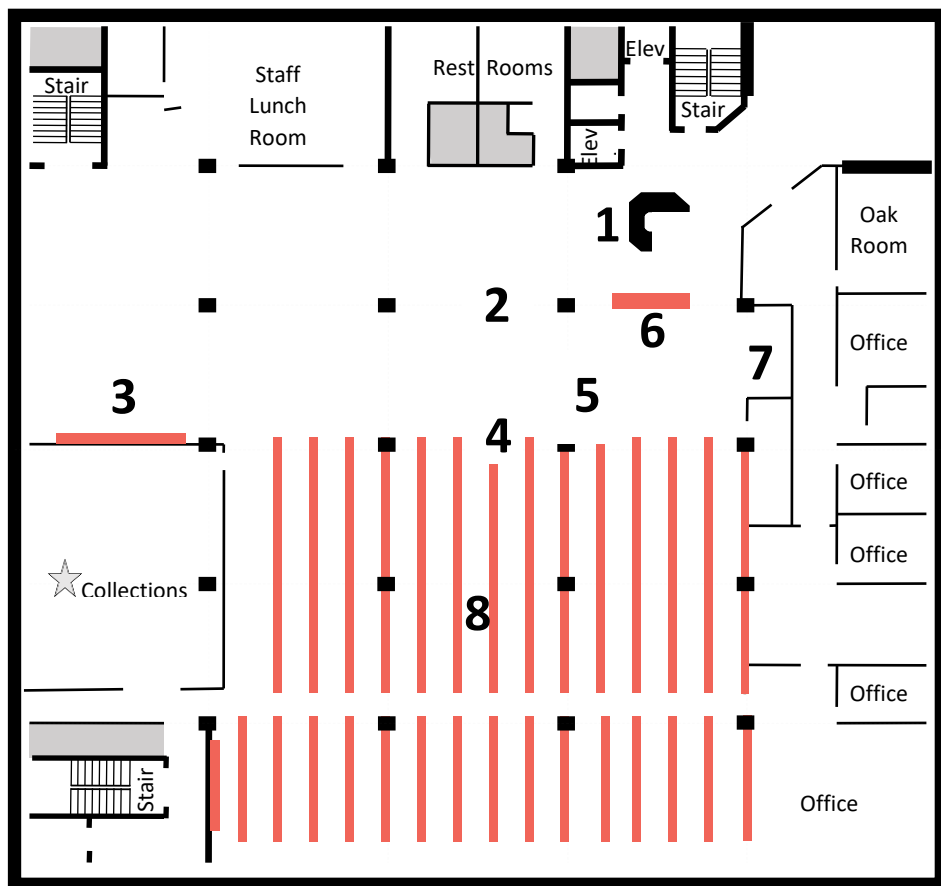 Stair
Staff
Lunch
Room
Rest Rooms
Elev
Stair
Elev.
1
Oak
Room
2
6
Office
7
3
5
4
Office
Office
Collections
8
Office
Stair
Office